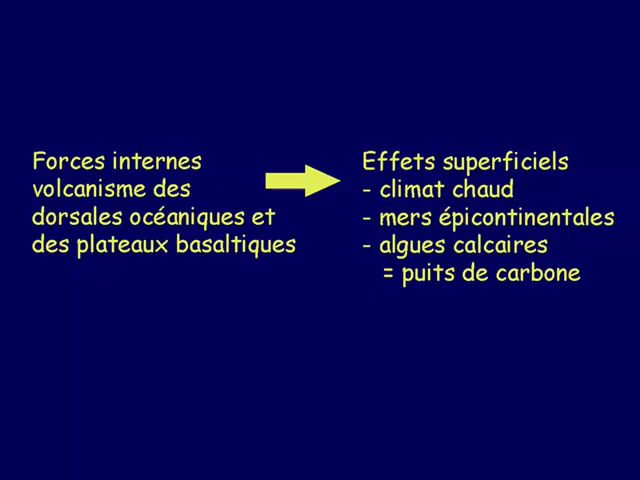 Forces internes
volcanisme des
dorsales océaniques et
des plateaux basaltiques
Effets superficiels
- climat chaud
- mers épicontinentales
- algues calcaires
= puits de carbone